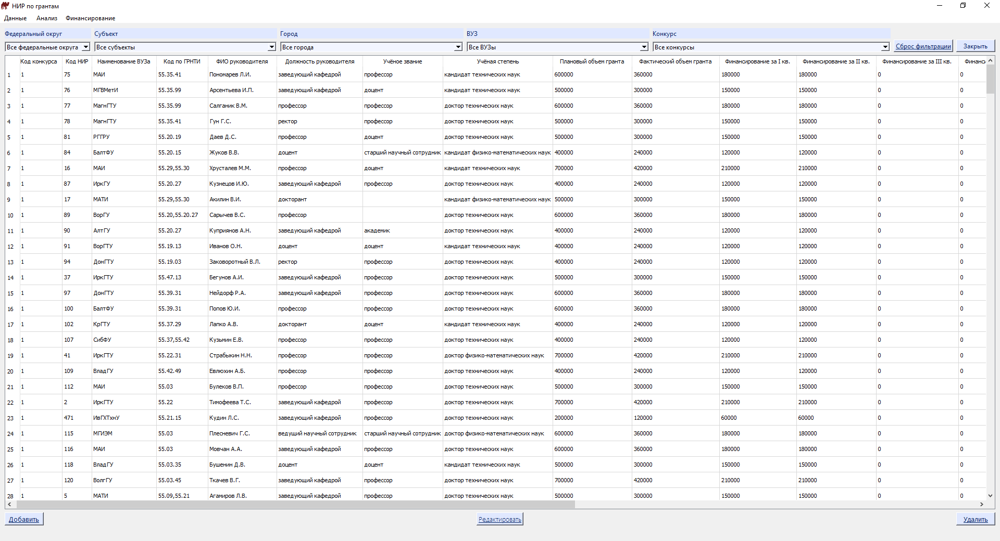 НИР по грантам
Данные Анализ Финансирование
Федеральный округ Субъект Город ВУЗ Конкурс
Все федеральные округа Все субъекты Все города Все ВУЗы Все конкурсы Сброс фильтрации Закрыть
Код конкурса Код НИР Наименование ВУЗа Код по ГРНТИ ФИО руководителя Должность руководителя Учёное звание Учёная степень Плановый объем гранта Фактический объем гранта Финансирование за I кв. Финансирование за II кв. Финансирование за III кв. Финанси
1 1 75 МАИ 55.35.41 Пономарев Л.И. заведующий кафедрой профессор кандидат технических наук 600000 360000 180000 180000 0 0
2 1 76 МГВМетИ 55.35.99 Арсентьева И.П. заведующий кафедрой доцент кандидат технических наук 500000 300000 150000 150000 0 0
3 1 77 МагнГТУ 55.35.99 Салганик В.М. профессор профессор доктор технических наук 600000 360000 180000 180000 0 0
4 1 78 МагнГТУ 55.35.41 Гун Г.С. ректор профессор доктор технических наук 500000 300000 150000 150000 0 0
5 1 81 РГГРУ 55.20.19 Даев Д.С. профессор доцент доктор технических наук 500000 300000 150000 150000 0 0
6 1 84 БалтФУ 55.20.15 Жуков В.В. доцент старший научный сотрудник кандидат физико-математических наук 400000 240000 120000 120000 0 0
7 1 16 МАИ 55.29,55.30 Хрусталев М.М. профессор доцент кандидат технических наук 700000 420000 210000 210000 0 0
8 1 87 ИркГУ 55.20.27 Кузнецов И.Ю. заведующий кафедрой профессор доктор технических наук 400000 240000 120000 120000 0 0
9 1 17 МАТИ 55.29,55.30 Акилин В.И. докторант кандидат физико-математических наук 500000 300000 150000 150000 0 0
10 1 89 ВорГУ 55.20,55.20.27 Сарычев В.С. профессор доктор технических наук 600000 360000 180000 180000 0 0
11 1 90 АлтГУ 55.20.27 Куприянов А.Н. заведующий кафедрой академик доктор технических наук 400000 240000 120000 120000 0 0
12 1 91 ВорГТУ 55.19.13 Иванов О.Н. доцент доцент кандидат технических наук 400000 240000 120000 120000 0 0
13 1 94 ДонГТУ 55.19.03 Заковоротный В.Л. ректор профессор доктор технических наук 400000 240000 120000 120000 0 0
14 1 37 ИркГТУ 55.47.13 Бегунов А.И. заведующий кафедрой профессор доктор технических наук 500000 300000 150000 150000 0 0
15 1 97 ДонГТУ 55.39.31 Нейдорф Р.А. заведующий кафедрой профессор доктор технических наук 600000 360000 180000 180000 0 0
16 1 100 БалтФУ 55.39.31 Попов Ю.И. профессор профессор доктор технических наук 600000 360000 180000 180000 0 0
17 1 102 КрГТУ 55.37.29 Лапко А.В. докторант доцент кандидат технических наук 400000 240000 120000 120000 0 0
18 1 107 СибФУ 55.37,55.42 Кузьмин Е.В. профессор профессор доктор технических наук 400000 240000 120000 120000 0 0
19 1 41 ИркГТУ 55.22.31 Страбыкин Н.Н. профессор профессор доктор физико-математических наук 700000 420000 210000 210000 0 0
20 1 109 ВладГУ 55.42.49 Евлюхин А.Б. профессор профессор доктор технических наук 400000 240000 120000 120000 0 0
21 1 112 МАИ 55.03 Булеков В.П. профессор профессор доктор технических наук 500000 300000 150000 150000 0 0
22 1 2 ИркГТУ 55.22 Тимофеева Т.С. заведующий кафедрой профессор доктор технических наук 700000 420000 210000 210000 0 0
23 1 471 ИвГХТхнУ 55.21.15 Кудин Л.С. заведующий кафедрой профессор доктор технических наук 200000 120000 60000 60000 0 0
24 1 115 МГИЭМ 55.03 Плесневич Г.С. ведущий научный сотрудник старший научный сотрудник доктор физико-математических наук 600000 360000 180000 180000 0 0
25 1 116 МАИ 55.03 Мовчан А.А. заведующий кафедрой профессор доктор технических наук 600000 360000 180000 180000 0 0
26 1 118 ВладГУ 55.03.35 Бушенин Д.В. доцент доцент кандидат технических наук 500000 300000 150000 150000 0 0
27 1 120 ВолгГУ 55.03.45 Ткачев В.Г. заведующий кафедрой профессор доктор технических наук 700000 420000 210000 210000 0 0
28 1 5 МАТИ 55.09,55.21 Агамиров Л.В. заведующий кафедрой профессор доктор технических наук 500000 300000 150000 150000 0 0
Добавить Редактировать Удалить